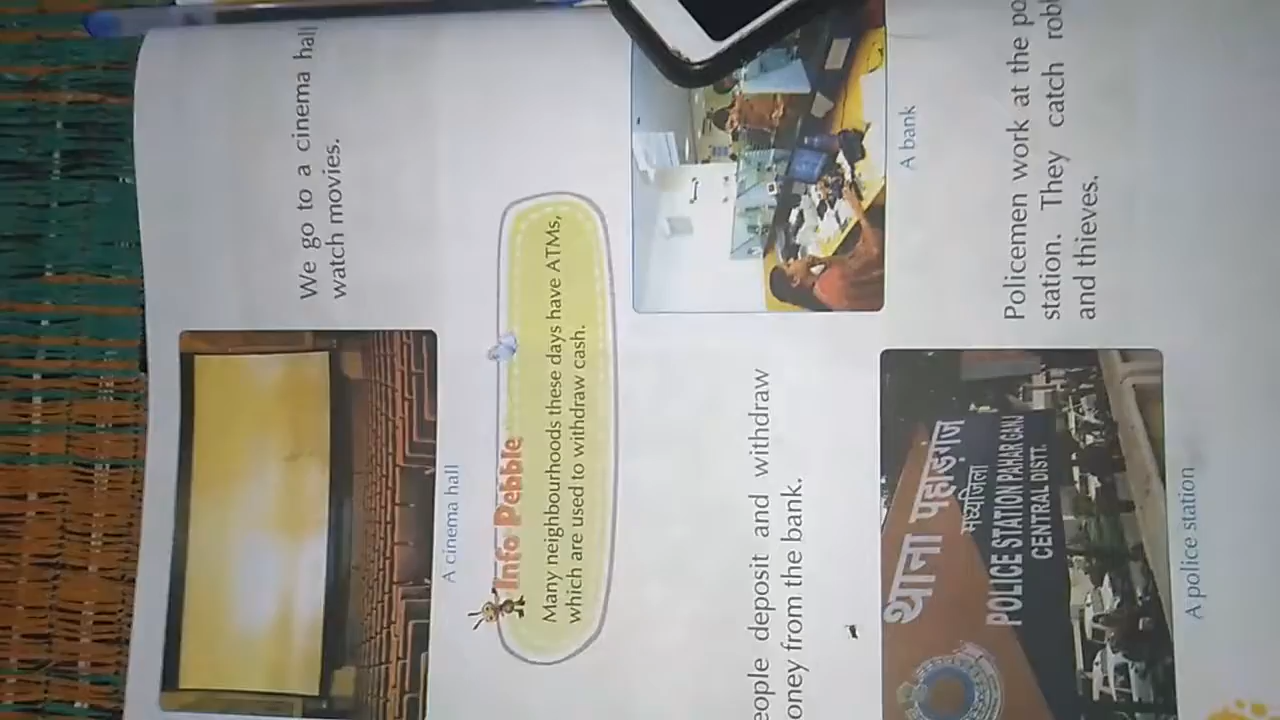 We go to a cinema hall
watch movies.
A cinema hall
Info Pebble
Many neighbourhoods these days have ATMs,
which are used to withdraw cash.
eople deposit and withdraw
oney from the bank.
A bank
थाना पहाड़गंज
मध्यजिला
POLICE STATION PAHAR GANJ
CENTRAL DISTT.
A police station
Policemen work at the po
station. They catch rob
and thieves.